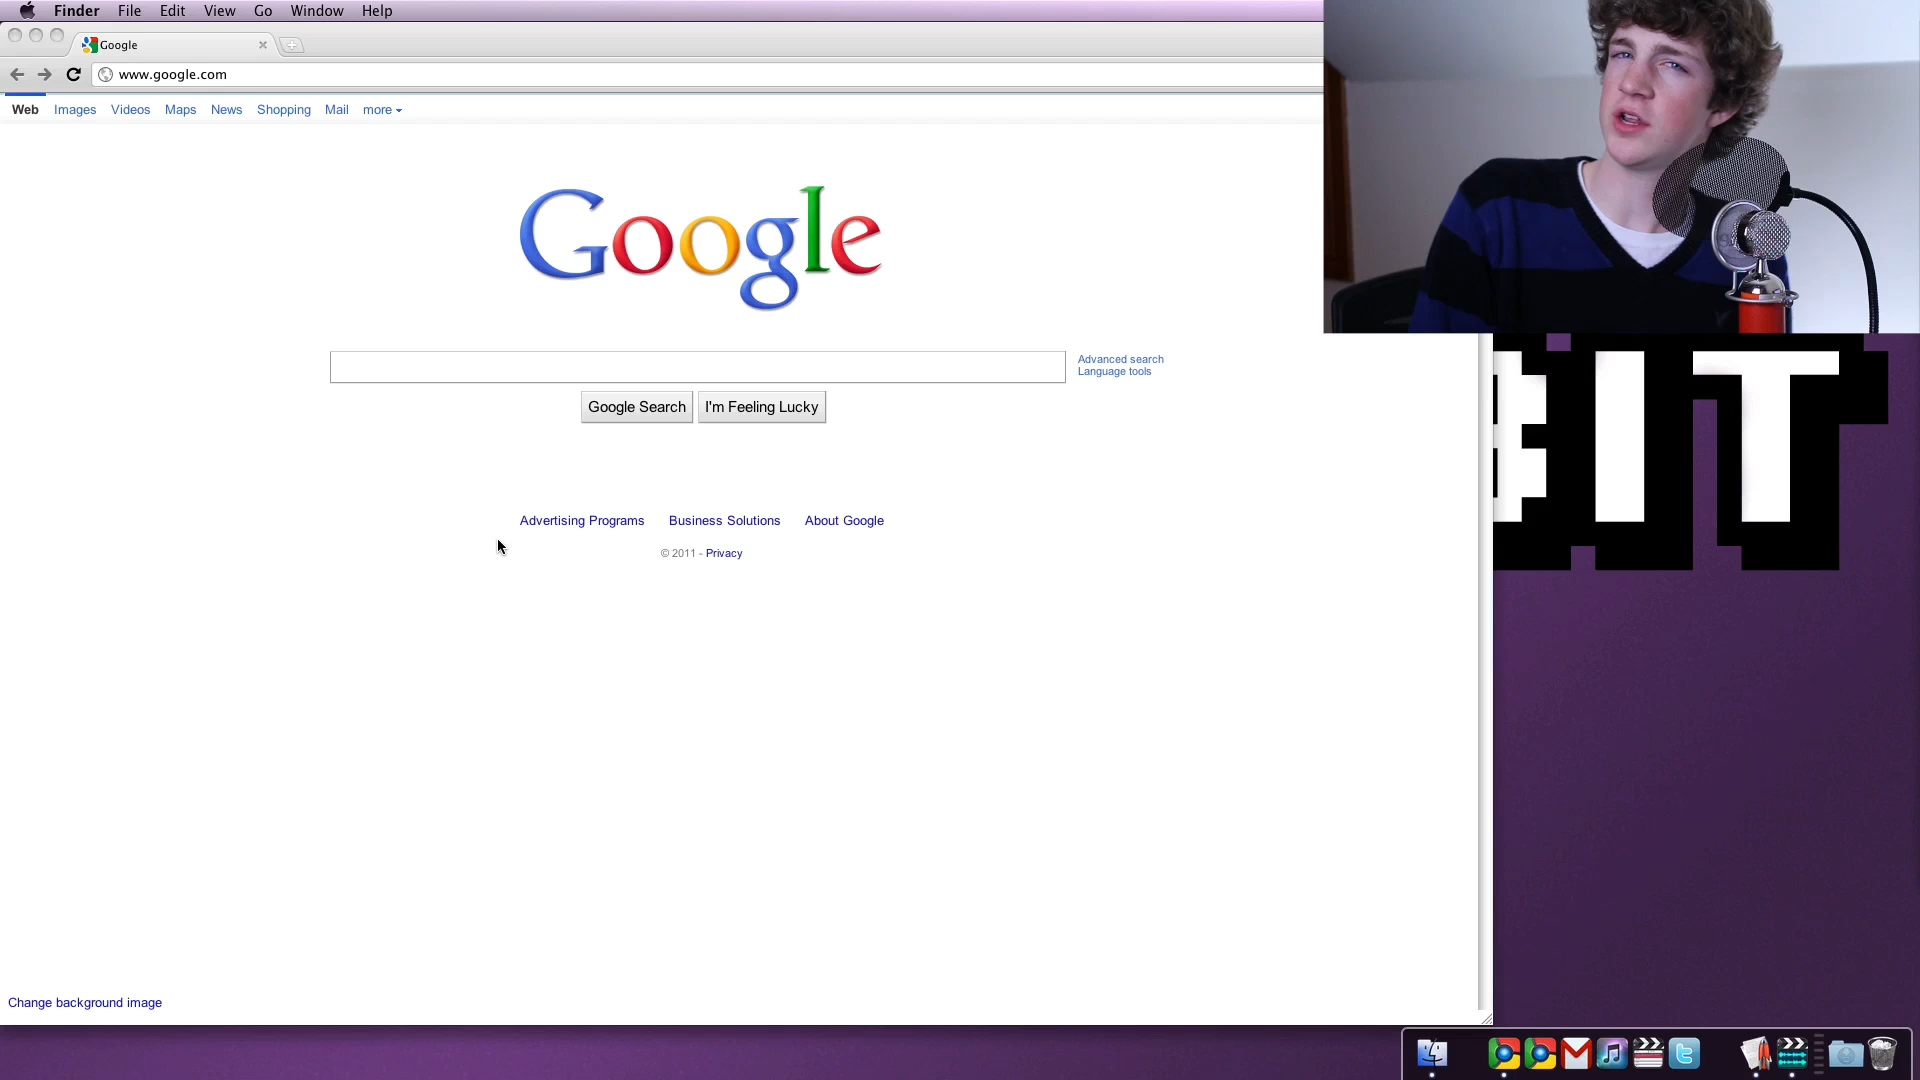 Finder File Edit View Go Window Help
Google
www.google.com
Web Images Videos Maps News Shopping Mail more
Google
Advanced search
Language tools
Google Search I'm Feeling Lucky
Advertising Programs Business Solutions About Google
© 2011 - Privacy
Change background image